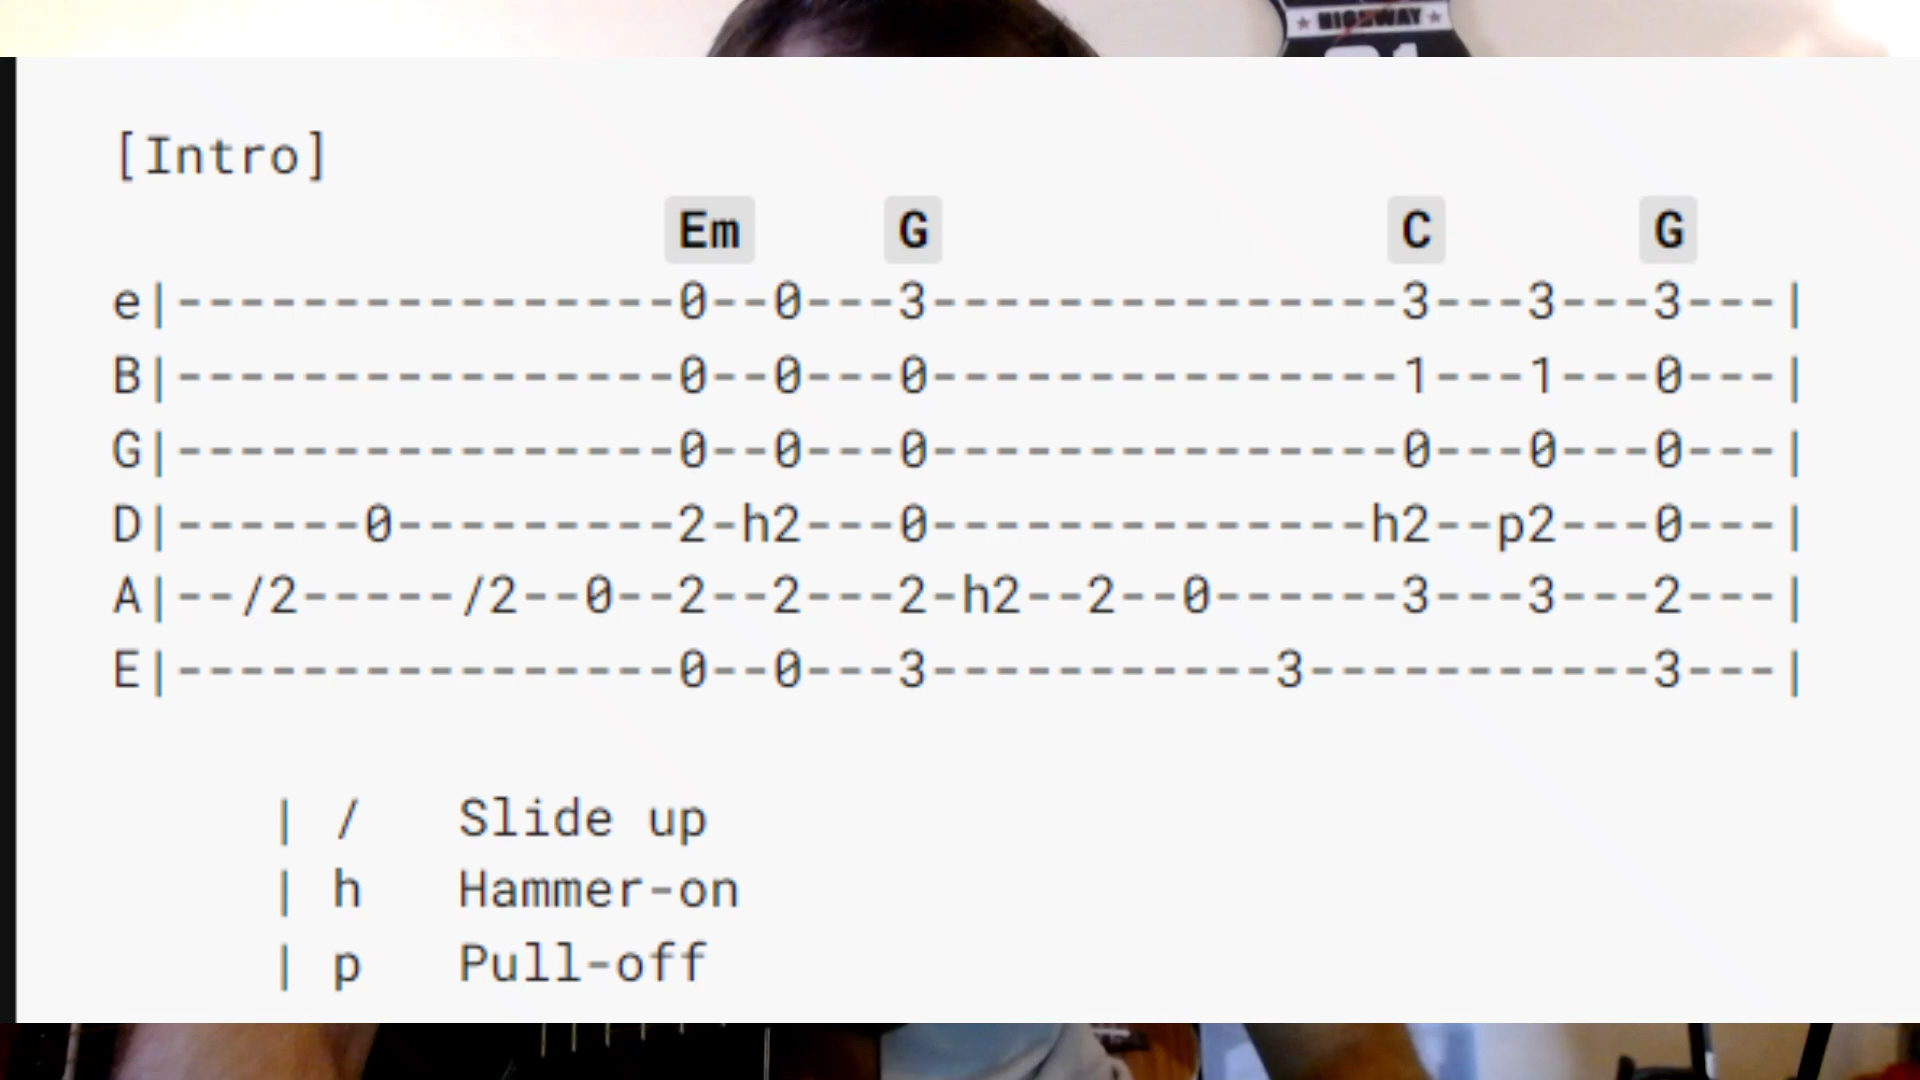 HIGHWAY
[Intro]
Em G C G
e|----------------0--0---3---------------3---3---3---|
B|----------------0--0---0---------------1---1---0---|
G|----------------0--0---0---------------0---0---0---|
D|------0---------2-h2---0--------------h2--p2---0---|
A|--/2-----/2--0--2--2---2-h2--2--0------3---3---2---|
E|----------------0--0---3-----------3-----------3---|
| / Slide up
| h Hammer-on
| p Pull-off